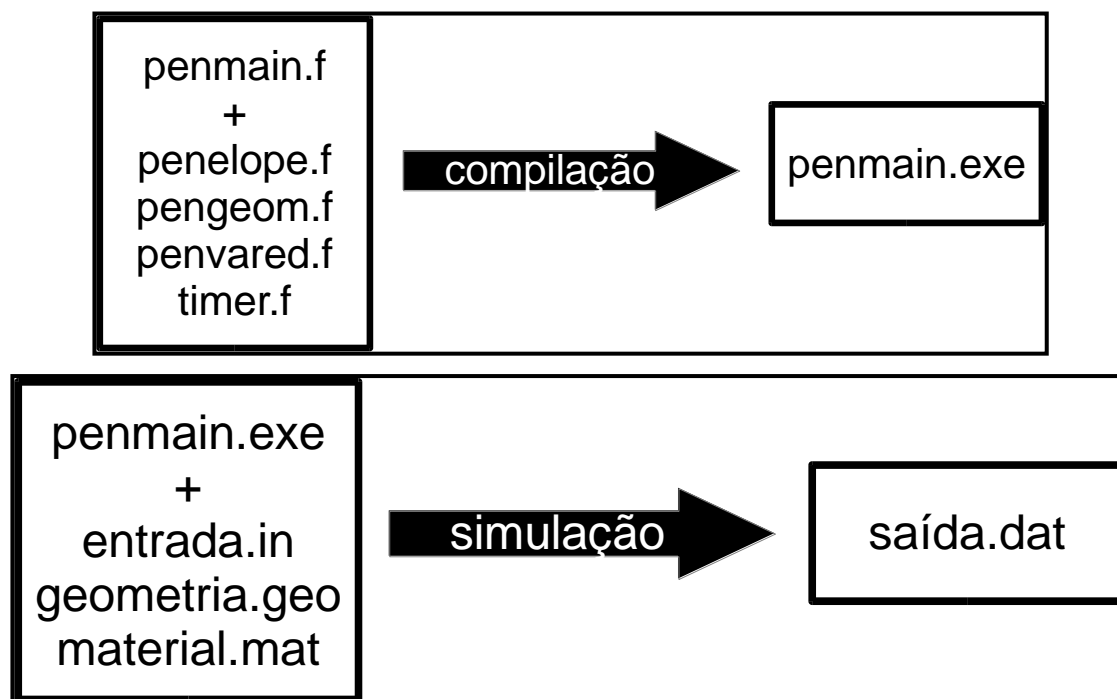 penmain.f
+
penelope.f
pengeom.f
penvared.f
timer.f
compilação
penmain.exe
penmain.exe
+
entrada.in
geometria.geo
material.mat
simulação
saída.dat